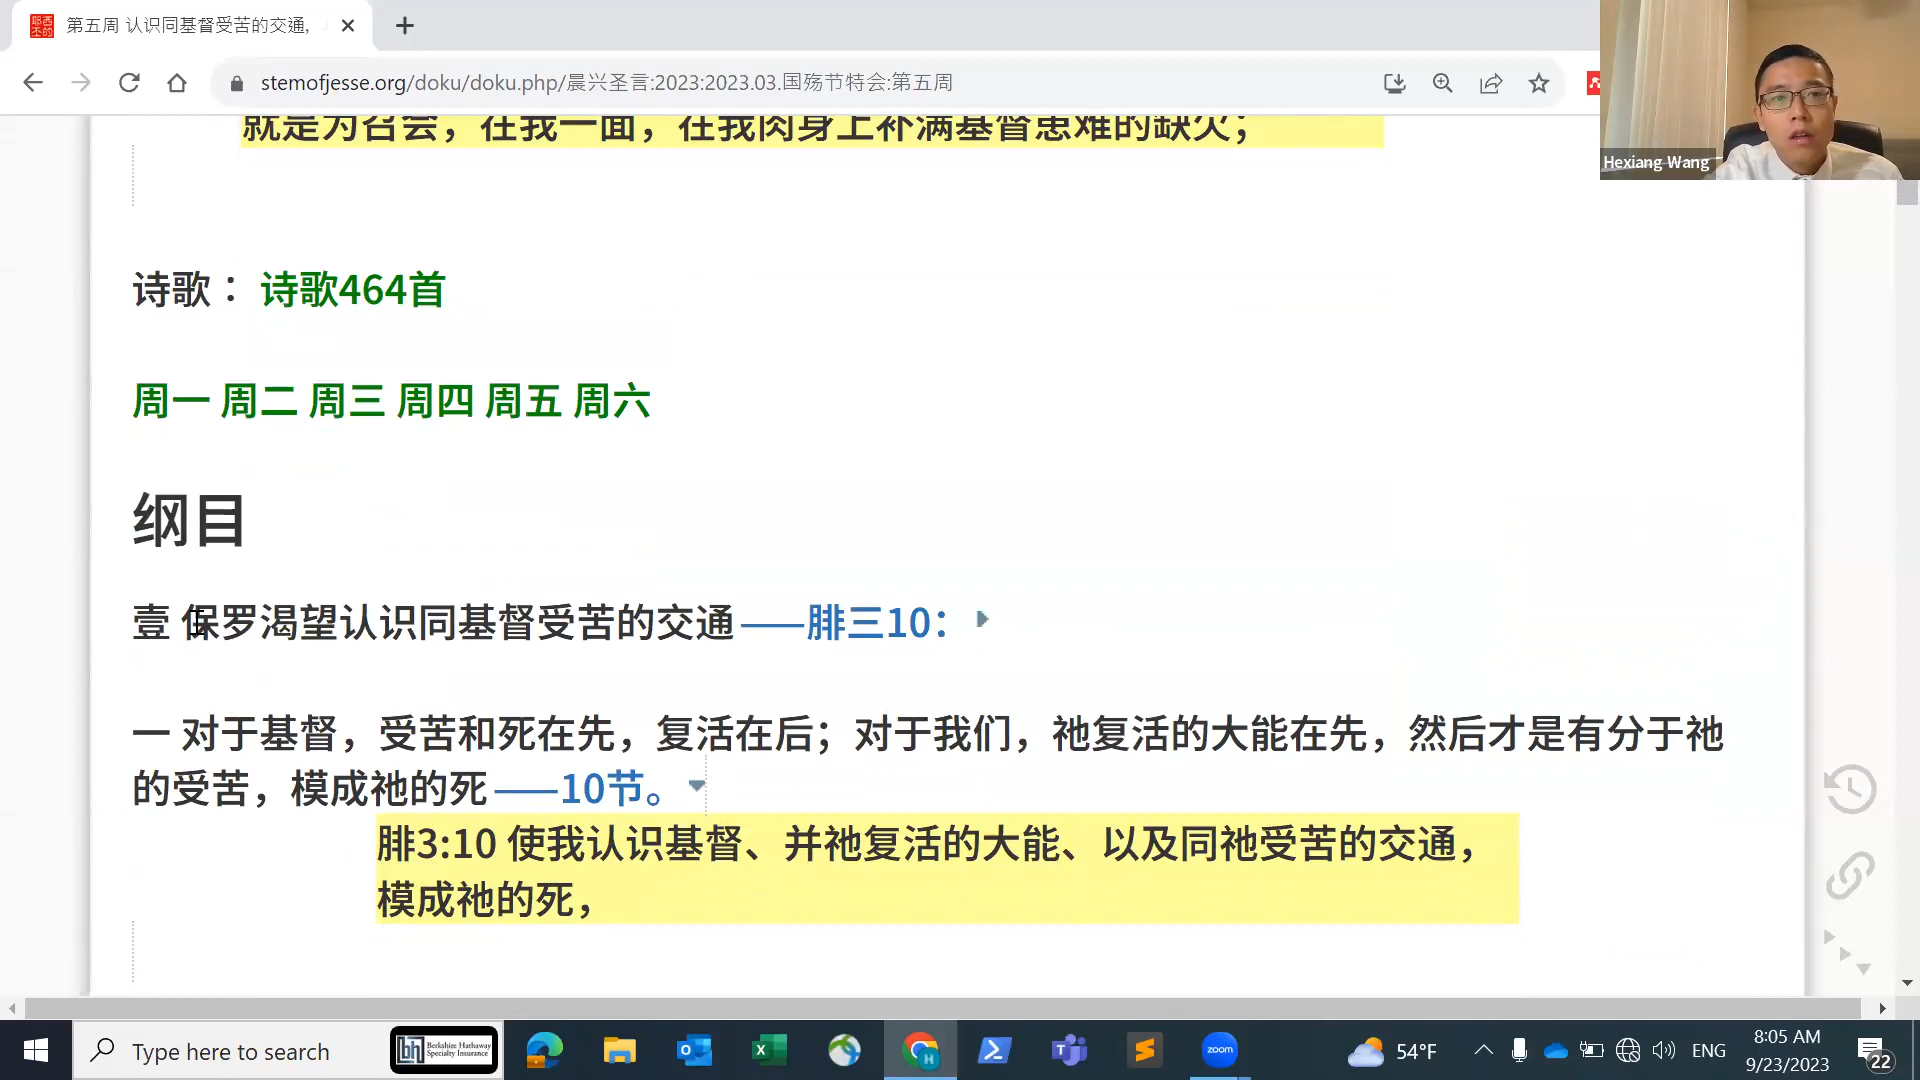 第五周 认识同基督受苦的交通,
stemofjesse.org/doku/doku.php/晨兴圣言:2023:2023.03.国殇节特会:第五周
Hexiang Wang
就是为召会，在我一面，在我肉身上补满基督患难的缺欠；
诗歌： 诗歌464首
周一 周二 周三 周四 周五 周六
纲目
壹 保罗渴望认识同基督受苦的交通——腓三10：
一 对于基督，受苦和死在先，复活在后；对于我们，祂复活的大能在先，然后才是有分于祂
的受苦，模成祂的死——10节。
腓3:10 使我认识基督、并祂复活的大能、以及同祂受苦的交通，
模成祂的死，
Type here to search
bh Berkshire Hathaway
Specialty Insurance
zoom
54°F
ENG
8:05 AM
9/23/2023
22